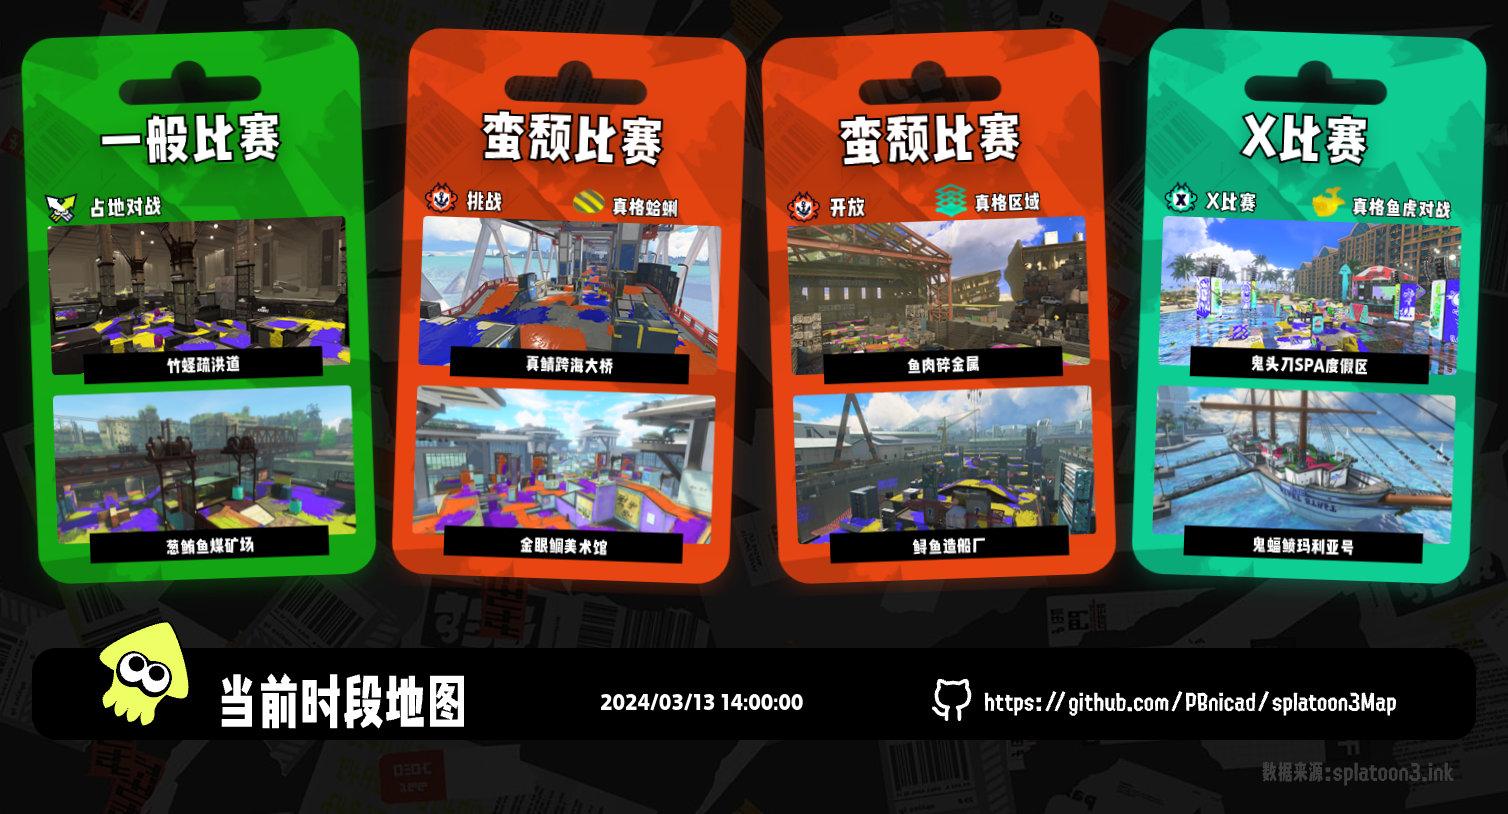 一般比赛
占地对战
竹蛏疏洪道
葱鲔鱼煤矿场
蛮颓比赛
挑战
真格蛤蜊
真鲭跨海大桥
金眼鲷美术馆
蛮颓比赛
开放
真格区域
鱼肉碎金属
鲟鱼造船厂
X比赛
X比赛
真格鱼虎对战
鬼头刀SPA度假区
鬼蝠鲼玛利亚号
当前时段地图
2024/03/13 14:00:00
https://github.com/PBnicad/splatoon3Map
数据来源:splatoon3.ink